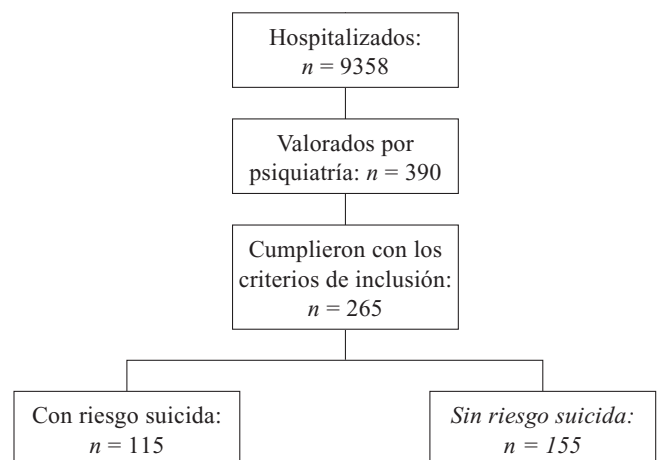 Hospitalizados:
n = 9358
Valorados por
psiquiatría: n = 390
Cumplieron con los
criterios de inclusión:
n = 265
Con riesgo suicida:
n = 115
Sin riesgo suicida:
n = 155